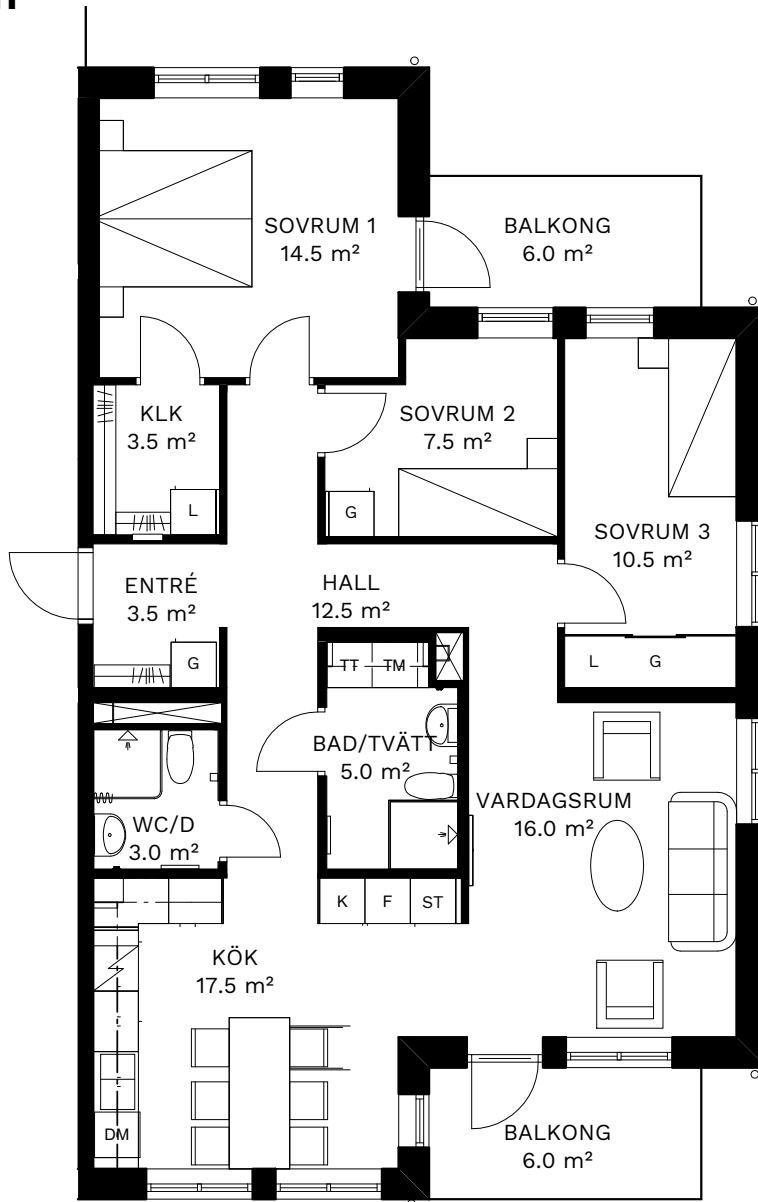 SOVRUM 1
14.5 m²
BALKONG
6.0 m²
KLK
3.5 m²
L
SOVRUM 2
7.5 m²
G
SOVRUM 3
10.5 m²
ENTRÉ
3.5 m²
G
HALL
12.5 m²
L G
TT TM
BAD/TVÄTT
5.0 m²
WC/D
3.0 m²
VARDAGSRUM
16.0 m²
K F ST
KÖK
17.5 m²
DM
BALKONG
6.0 m²